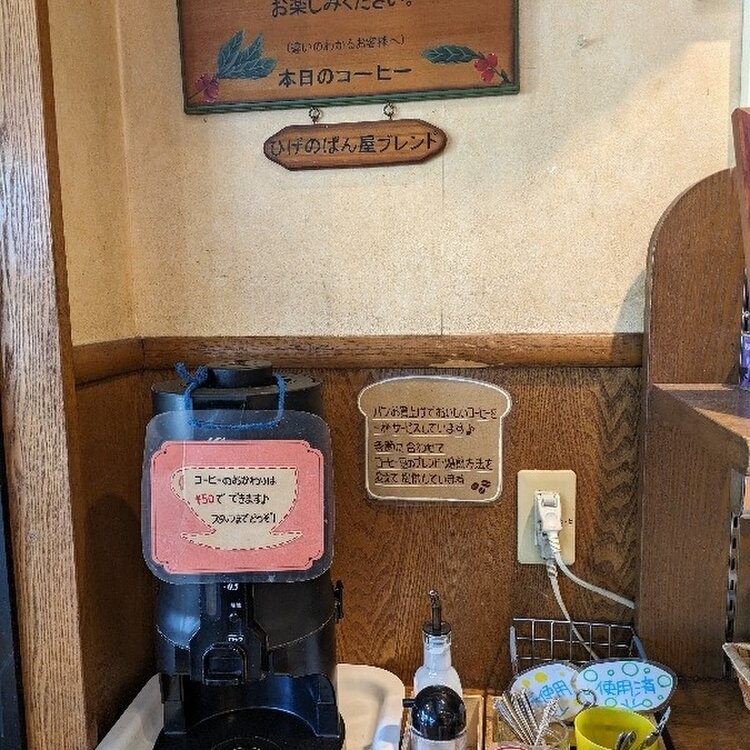 お楽しみください。
(違いのわかるお客様へ)
本日のコーヒー
ひげのぱん屋ブレンド
パンお買上げでおいしいコーヒーを
一杯サービスしています♪
季節に合わせて
コーヒー豆のブレンドや焙煎方法を
変えて提供しています
コーヒーのおかわりは
¥50で できます♪
スタッフまでどうぞ!
使用済